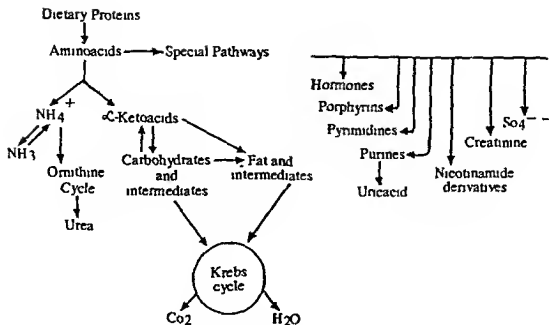 Dietary Proteins
Aminoacids
Special Pathways
NH4 +
NH3
Ornithine
Cycle
Urea
∝-Ketoacids
Carbohydrates
and
intermediates
Fat and
intermediates
Krebs
cycle
Co2
H2O
Hormones
Porphyrins
Pyrimidines
Purines
Uricacid
Nicotinamide
derivatives
Creatinine
So4 --